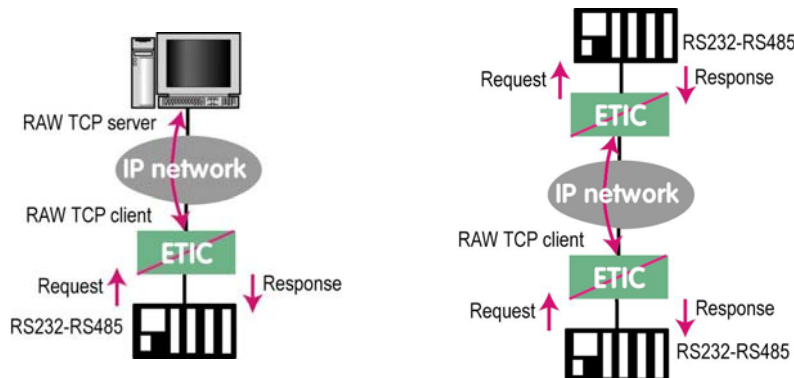 RAW TCP server
IP network
RAW TCP client
ETIC
Request
Response
RS232-RS485
RS232-RS485
Request
Response
ETIC
IP network
RAW TCP client
ETIC
Request
Response
RS232-RS485